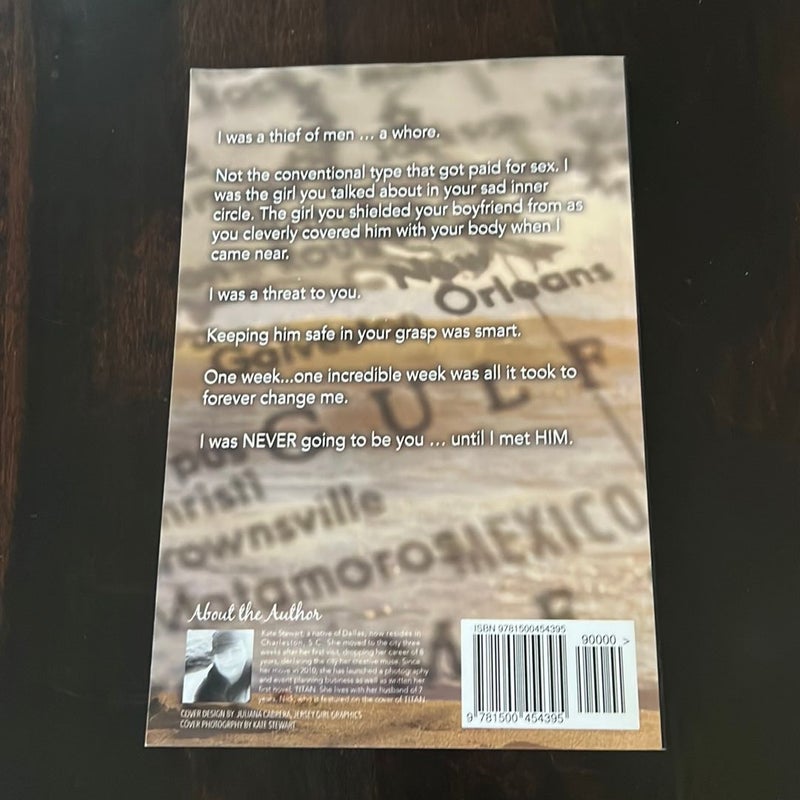 I was a thief of men ... a whore.
Not the conventional type that got paid for sex. I
was the girl you talked about in your sad inner
circle. The girl you shielded your boyfriend from as
you cleverly covered him with your body when I
came near.
New
Orleans
I was a threat to you.
Keeping him safe in your grasp was smart.
Galveston
One week...one incredible week was all it took to
forever change me.
GULF
I was NEVER going to be you ... until I met HIM.
hristi
rownsville
Matamoros
MEXICO
About the Author
Kate Stewart, a native of Dallas, now resides in
Charleston, S.C. She moved to the city three
weeks after her first visit, dropping her career of 8
years, declaring the city her creative muse. Since
her move in 2010, she has launched a photography
and event planning business as well as written her
first novel, TITAN. She lives with her husband of 7
years, Nick, who is featured on the cover of TITAN.
COVER DESIGN BY JULIANA CABRERA, JERSEY GIRL GRAPHICS
COVER PHOTOGRAPHY BY KATE STEWART
ISBN 9781500454395
90000 >
9 781500 454395